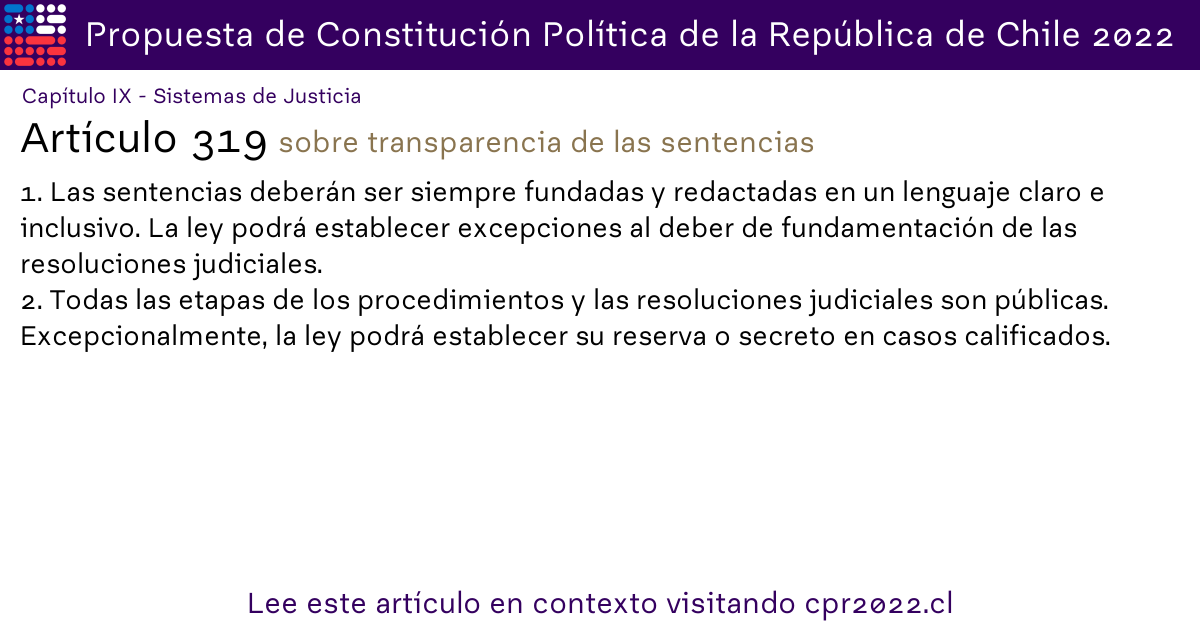 Propuesta de Constitución Política de la República de Chile 2022
Capítulo IX - Sistemas de Justicia
Artículo 319 sobre transparencia de las sentencias
1. Las sentencias deberán ser siempre fundadas y redactadas en un lenguaje claro e
inclusivo. La ley podrá establecer excepciones al deber de fundamentación de las
resoluciones judiciales.
2. Todas las etapas de los procedimientos y las resoluciones judiciales son públicas.
Excepcionalmente, la ley podrá establecer su reserva o secreto en casos calificados.
Lee este artículo en contexto visitando cpr2022.cl